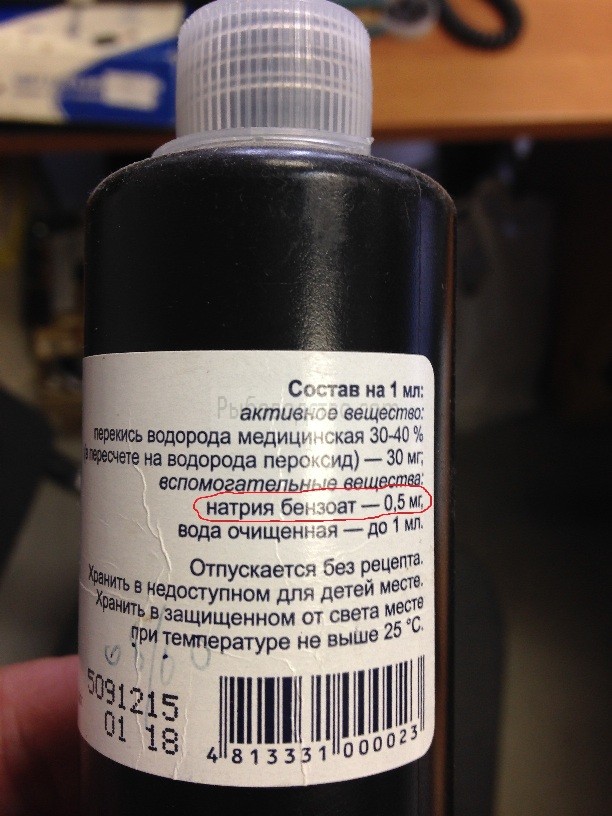 Состав на 1 мл:
активное вещество:
перекись водорода медицинская 30-40 %
пересчете на водорода пероксид) — 30 мг,
вспомогательные вещества:
натрия бензоат — 0,5 мг,
вода очищенная — до 1 мл.
Отпускается без рецепта.
Хранить в недоступном для детей месте.
Хранить в защищенном от света месте
при температуре не выше 25 °С.
5091215
01 18
4 813331 000023